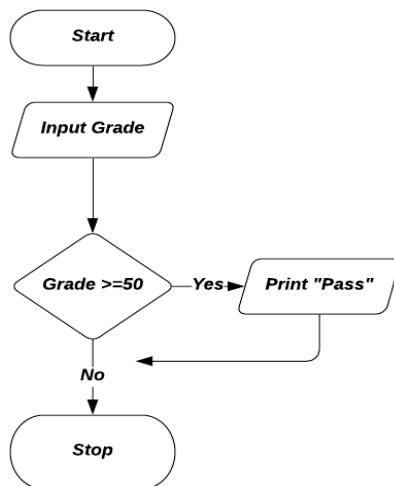 Start
Input Grade
Grade >=50
Yes
Print "Pass"
No
Stop